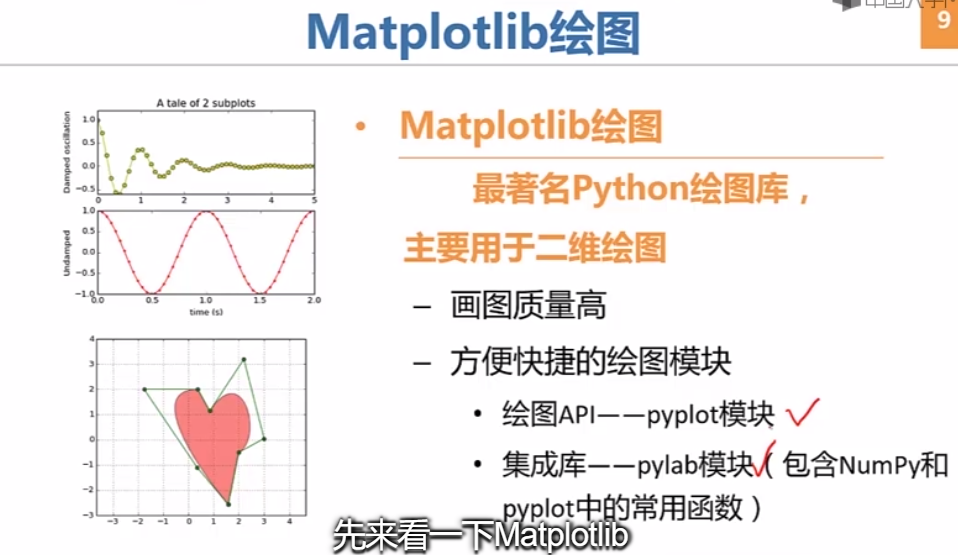 Matplotlib绘图
9
A tale of 2 subplots
Damped oscillation
1.0
0.5
0.0
−0.5
0 1 2 3 4 5
Undamped
1.0
0.5
0.0
−0.5
−1.0
0.0 0.5 1.0 1.5 2.0
time (s)
4
3
2
1
0
−1
−2
−3
−3 −2 −1 0 1 2 3 4
• Matplotlib绘图
最著名Python绘图库，
主要用于二维绘图
– 画图质量高
– 方便快捷的绘图模块
• 绘图API——pyplot模块
• 集成库——pylab模块（包含NumPy和
pyplot中的常用函数）
先来看一下Matplotlib